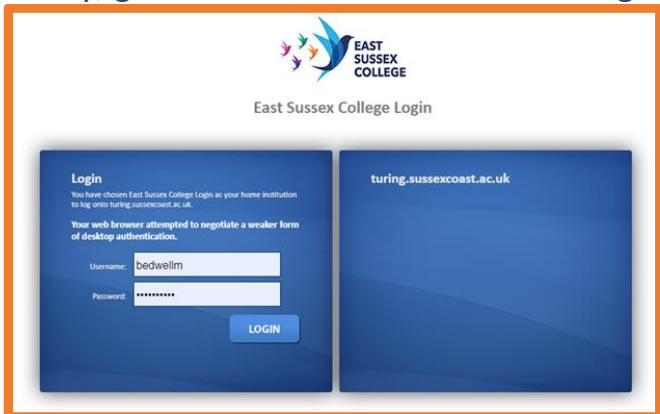 EAST
SUSSEX
COLLEGE
East Sussex College Login
Login
You have chosen East Sussex College Login as your home institution
to log onto turing.sussexcoast.ac.uk.
Your web browser attempted to negotiate a weaker form
of desktop authentication.
Username: bedwellm
Password: ••••••••••
LOGIN
turing.sussexcoast.ac.uk